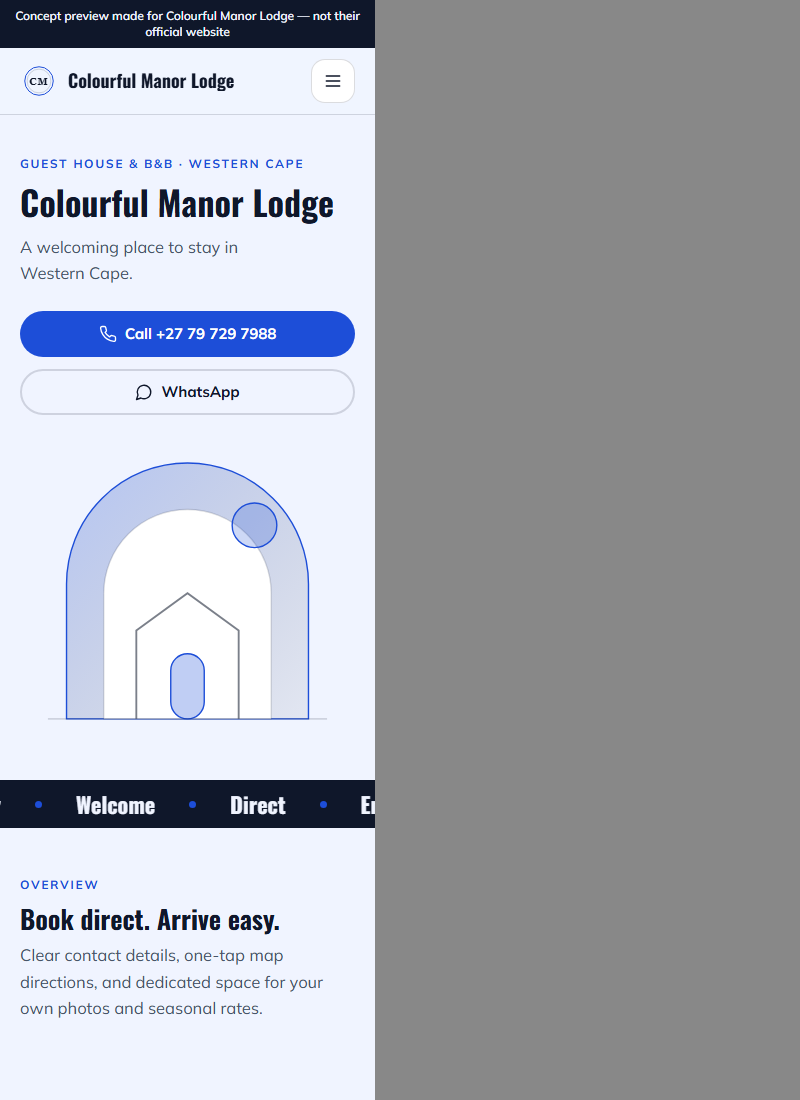 Concept preview made for Colourful Manor Lodge — not their
official website
CM
Colourful Manor Lodge
GUEST HOUSE & B&B · WESTERN CAPE
Colourful Manor Lodge
A welcoming place to stay in
Western Cape.
Call +27 79 729 7988
WhatsApp
Welcome • Direct •
OVERVIEW
Book direct. Arrive easy.
Clear contact details, one-tap map
directions, and dedicated space for your
own photos and seasonal rates.